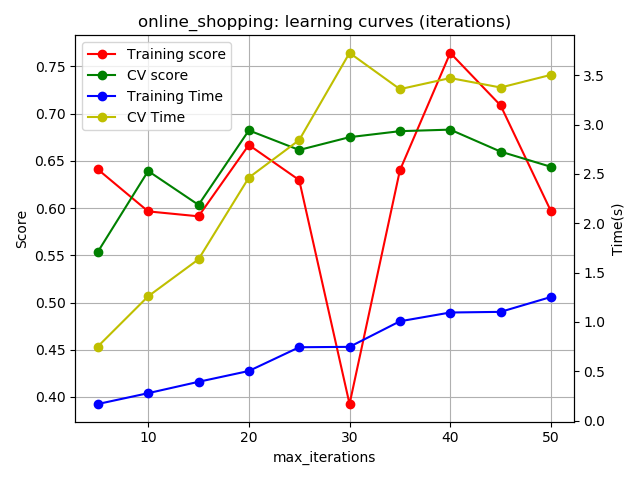 online_shopping: learning curves (iterations)
Training score
CV score
Training Time
CV Time
0.75
0.70
0.65
0.60
0.55
0.50
0.45
0.40
Score
3.5
3.0
2.5
2.0
1.5
1.0
0.5
0.0
Time(s)
10 20 30 40 50
max_iterations